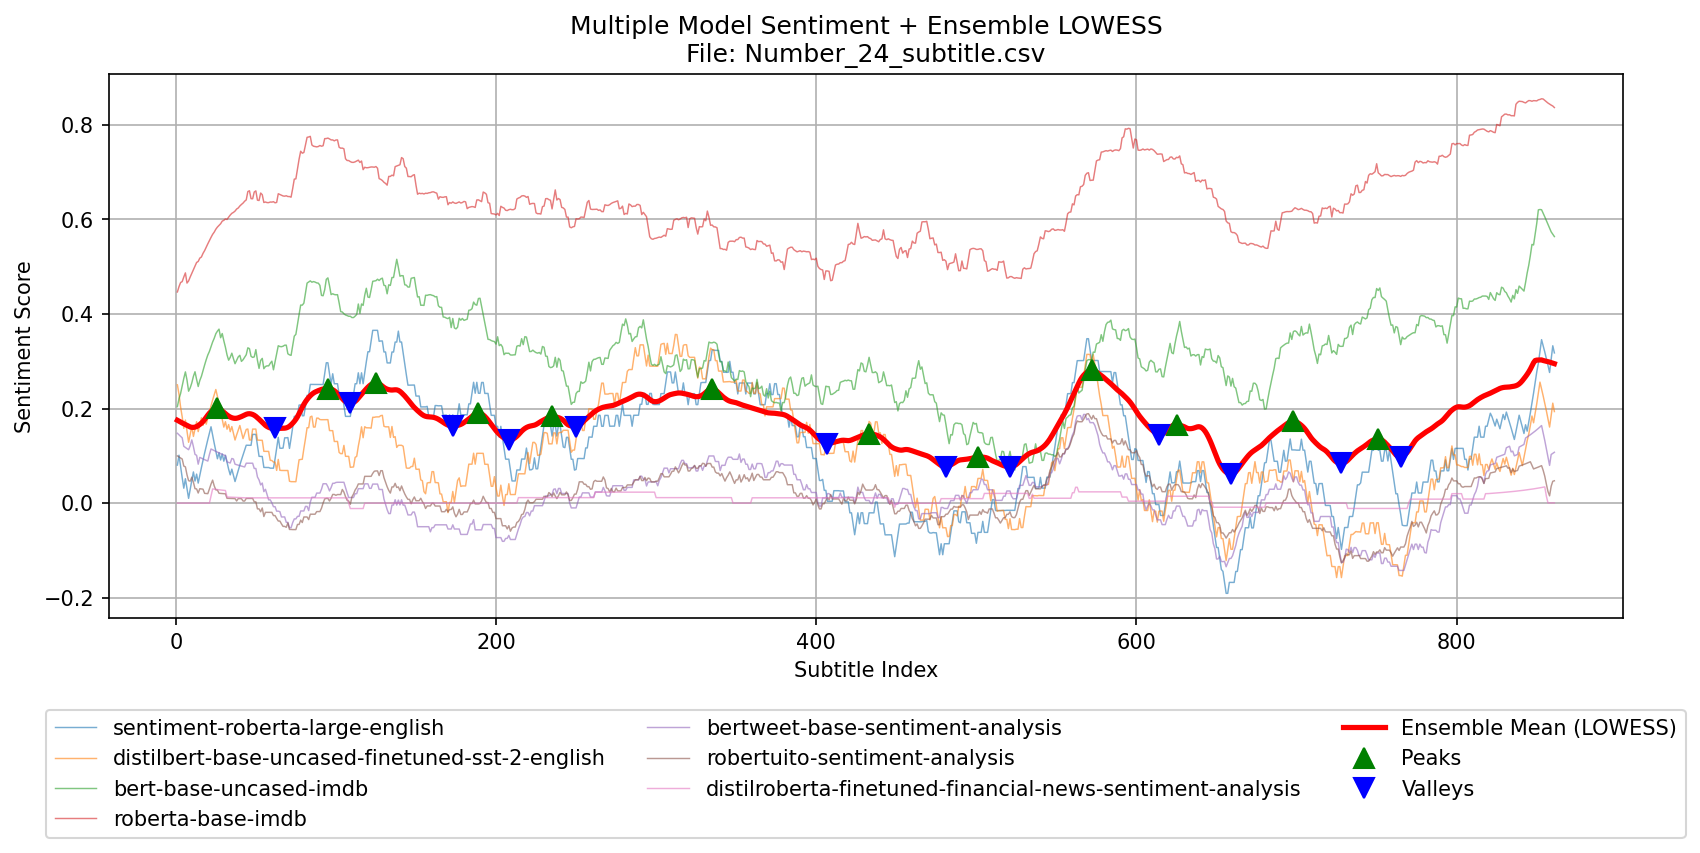 Multiple Model Sentiment + Ensemble LOWESS
File: Number_24_subtitle.csv
Sentiment Score
0.8
0.6
0.4
0.2
0.0
−0.2
0
200
400
600
800
Subtitle Index
sentiment-roberta-large-english
distilbert-base-uncased-finetuned-sst-2-english
bert-base-uncased-imdb
roberta-base-imdb
bertweet-base-sentiment-analysis
robertuito-sentiment-analysis
distilroberta-finetuned-financial-news-sentiment-analysis
Ensemble Mean (LOWESS)
Peaks
Valleys